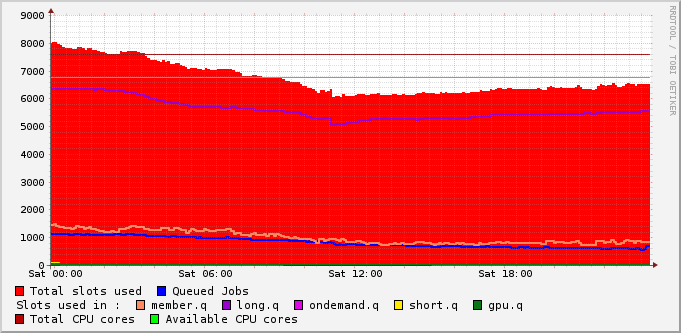 9000
8000
7000
6000
5000
4000
3000
2000
1000
0
Sat 00:00 Sat 06:00 Sat 12:00 Sat 18:00
Total slots used Queued Jobs
Slots used in : member.q long.q ondemand.q short.q gpu.q
Total CPU cores Available CPU cores
RRDTOOL / TOBI OETIKER